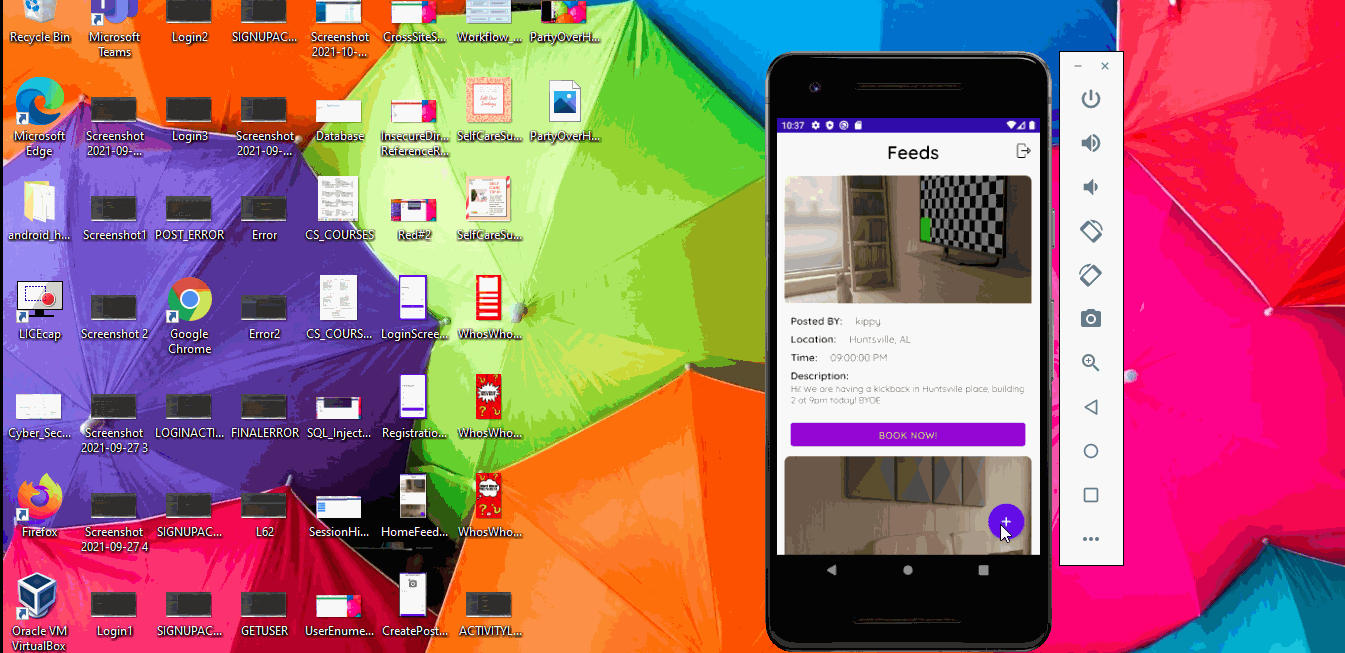 Recycle Bin
Microsoft
Teams
Login2
SIGNUPAC...
Screenshot
2021-10-...
CrossSiteS...
Workflow_...
PartyOverH...
Microsoft
Edge
Screenshot
2021-09-...
Login3
Screenshot
2021-09-...
Database
InsecureDir...
ReferenceR...
SelfCareSu...
PartyOverH...
android_h...
Screenshot1
POST_ERROR
Error
CS_COURSES
Red#2
SelfCareSu...
LICEcap
Screenshot 2
Google
Chrome
Error2
CS_COURS...
LoginScree...
WhosWho...
Cyber_Sec...
Screenshot
2021-09-27 3
LOGINACTI...
FINALERROR
SQL_Inject...
Registratio...
WhosWho...
Firefox
Screenshot
2021-09-27 4
SIGNUPAC...
L62
SessionHi...
HomeFeed...
WhosWho...
Oracle VM
VirtualBox
Login1
SIGNUPAC...
GETUSER
UserEnume...
CreatePost...
ACTIVITYL...
10:37
Feeds
Posted BY: kippy
Location: Huntsville, AL
Time: 09:00:00 PM
Description:
Hi! We are having a kickback in Huntsville place, building
2 at 9pm today! BYOE
BOOK NOW!